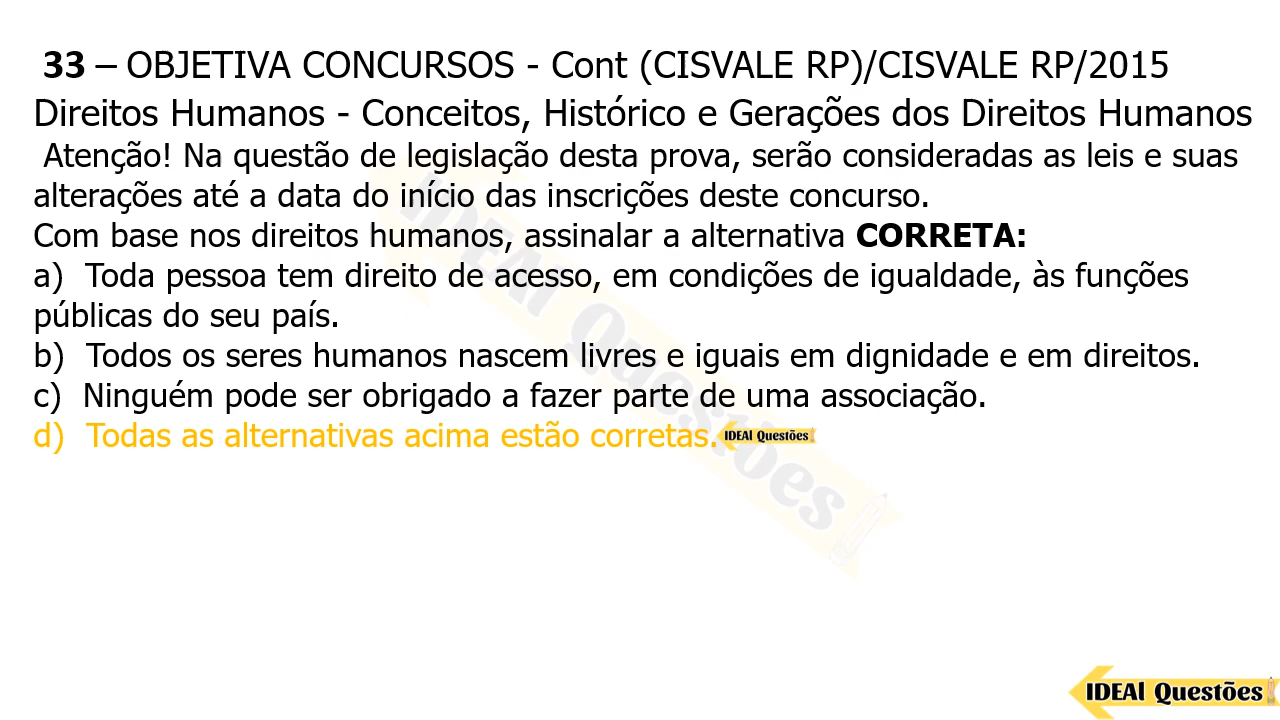 33 – OBJETIVA CONCURSOS - Cont (CISVALE RP)/CISVALE RP/2015
Direitos Humanos - Conceitos, Histórico e Gerações dos Direitos Humanos
Atenção! Na questão de legislação desta prova, serão consideradas as leis e suas
alterações até a data do início das inscrições deste concurso.
Com base nos direitos humanos, assinalar a alternativa CORRETA:
a) Toda pessoa tem direito de acesso, em condições de igualdade, às funções
públicas do seu país.
b) Todos os seres humanos nascem livres e iguais em dignidade e em direitos.
c) Ninguém pode ser obrigado a fazer parte de uma associação.
d) Todas as alternativas acima estão corretas. IDEAl Questões
IDEAl Questões
IDEAl Questões